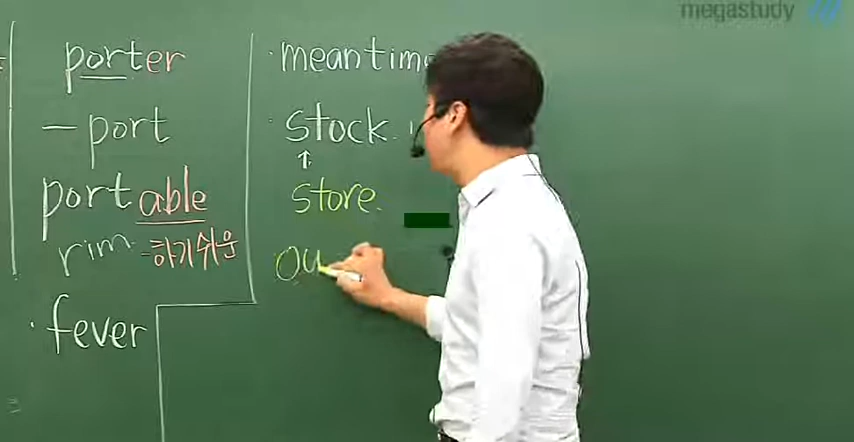 megastudy
porter
- port
portable
rim
-하기쉬운
· fever
· meantime
· stock.
↑
store.
ou